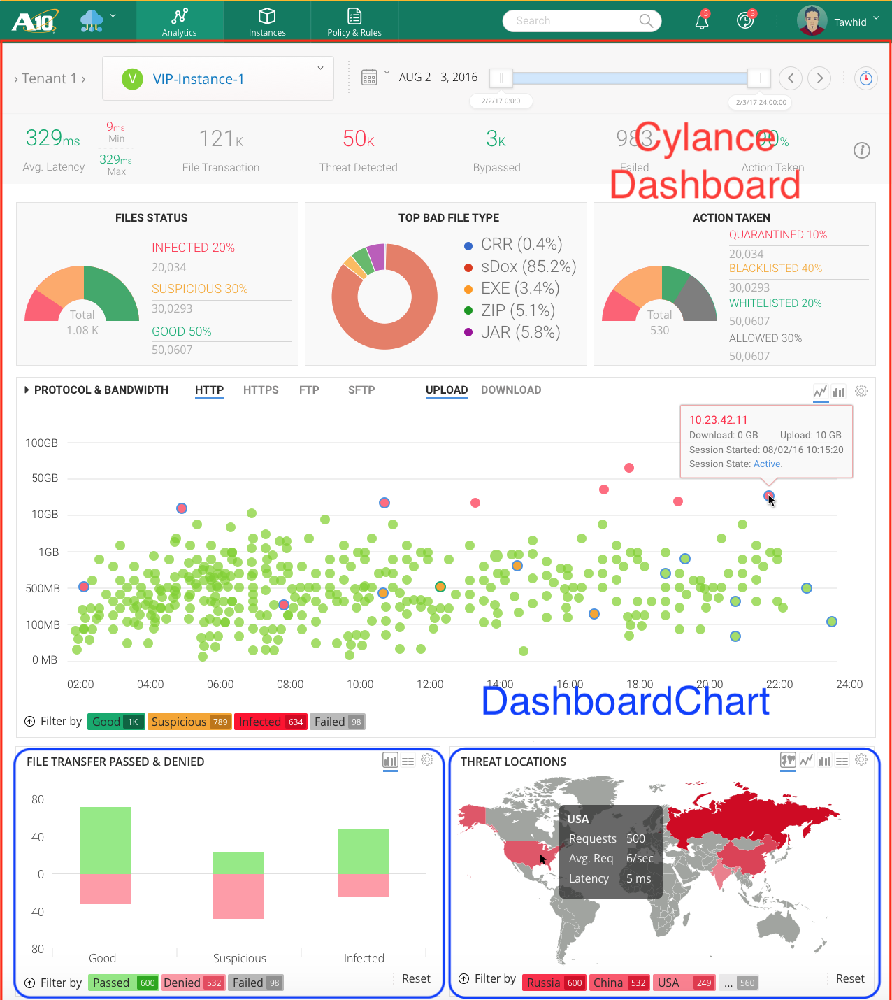 A10
Analytics
Instances
Policy & Rules
Search
5
3
Tawhid
› Tenant 1 ›
V
VIP-Instance-1
AUG 2 - 3, 2016
2/2/17 0:0:0
2/3/17 24:00:00
329ms
Avg. Latency
9ms
Min
329ms
Max
121K
File Transaction
50K
Threat Detected
3K
Bypassed
983
Failed
90%
Action Taken
Cylance
Dashboard
FILES STATUS
Total
1.08 K
INFECTED 20%
20,034
SUSPICIOUS 30%
30,0293
GOOD 50%
50,0607
TOP BAD FILE TYPE
CRR (0.4%)
sDox (85.2%)
EXE (3.4%)
ZIP (5.1%)
JAR (5.8%)
ACTION TAKEN
Total
530
QUARANTINED 10%
20,034
BLACKLISTED 40%
30,0293
WHITELISTED 20%
50,0607
ALLOWED 30%
50,0607
PROTOCOL & BANDWIDTH HTTP HTTPS FTP SFTP UPLOAD DOWNLOAD
10.23.42.11
Download: 0 GB Upload: 10 GB
Session Started: 08/02/16 10:15:20
Session State: Active.
100GB
50GB
10GB
1GB
500MB
100MB
0 MB
02:00 04:00 06:00 08:00 10:00 12:00 14:00 16:00 18:00 20:00 22:00 24:00
DashboardChart
Filter by Good 1K Suspicious 789 Infected 634 Failed 98
FILE TRANSFER PASSED & DENIED
80
40
0
40
80
Good Suspicious Infected
Filter by Passed 600 Denied 532 Failed 98 Reset
THREAT LOCATIONS
USA
Requests 500
Avg. Req 6/sec
Latency 5 ms
Filter by Russia 600 China 532 USA 249 ... 560 Reset